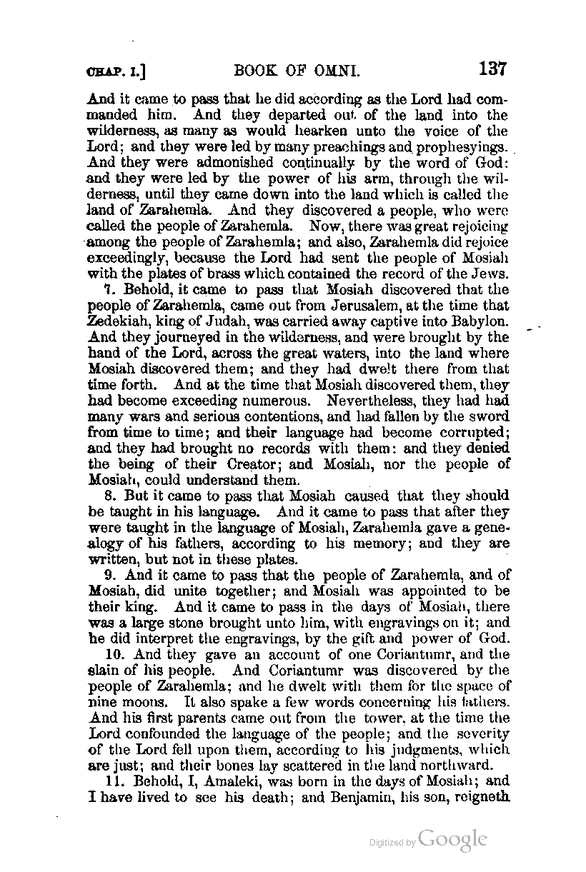 CHAP. I.] BOOK OF OMNI. 137
And it came to pass that he did according as the Lord had com-
manded him. And they departed out of the land into the
wilderness, as many as would hearken unto the voice of the
Lord; and they were led by many preachings and prophesyings.
And they were admonished continually by the word of God:
and they were led by the power of his arm, through the wil-
derness, until they came down into the land which is called the
land of Zarahemla. And they discovered a people, who were
called the people of Zarahemla. Now, there was great rejoicing
among the people of Zarahemla; and also, Zarahemla did rejoice
exceedingly, because the Lord had sent the people of Mosiah
with the plates of brass which contained the record of the Jews.
7. Behold, it came to pass that Mosiah discovered that the
people of Zarahemla, came out from Jerusalem, at the time that
Zedekiah, king of Judah, was carried away captive into Babylon.
And they journeyed in the wilderness, and were brought by the
hand of the Lord, across the great waters, into the land where
Mosiah discovered them; and they had dwelt there from that
time forth. And at the time that Mosiah discovered them, they
had become exceeding numerous. Nevertheless, they had had
many wars and serious contentions, and had fallen by the sword
from time to time; and their language had become corrupted;
and they had brought no records with them: and they denied
the being of their Creator; and Mosiah, nor the people of
Mosiah, could understand them.
8. But it came to pass that Mosiah caused that they should
be taught in his language. And it came to pass that after they
were taught in the language of Mosiah, Zarahemla gave a gene-
alogy of his fathers, according to his memory; and they are
written, but not in these plates.
9. And it came to pass that the people of Zarahemla, and of
Mosiah, did unite together; and Mosiah was appointed to be
their king. And it came to pass in the days of Mosiah, there
was a large stone brought unto him, with engravings on it; and
he did interpret the engravings, by the gift and power of God.
10. And they gave an account of one Coriantumr, and the
slain of his people. And Coriantumr was discovered by the
people of Zarahemla; and he dwelt with them for the space of
nine moons. It also spake a few words concerning his fathers.
And his first parents came out from the tower, at the time the
Lord confounded the language of the people; and the severity
of the Lord fell upon them, according to his judgments, which
are just; and their bones lay scattered in the land northward.
11. Behold, I, Amaleki, was born in the days of Mosiah; and
I have lived to see his death; and Benjamin, his son, reigneth
Digitized by Google